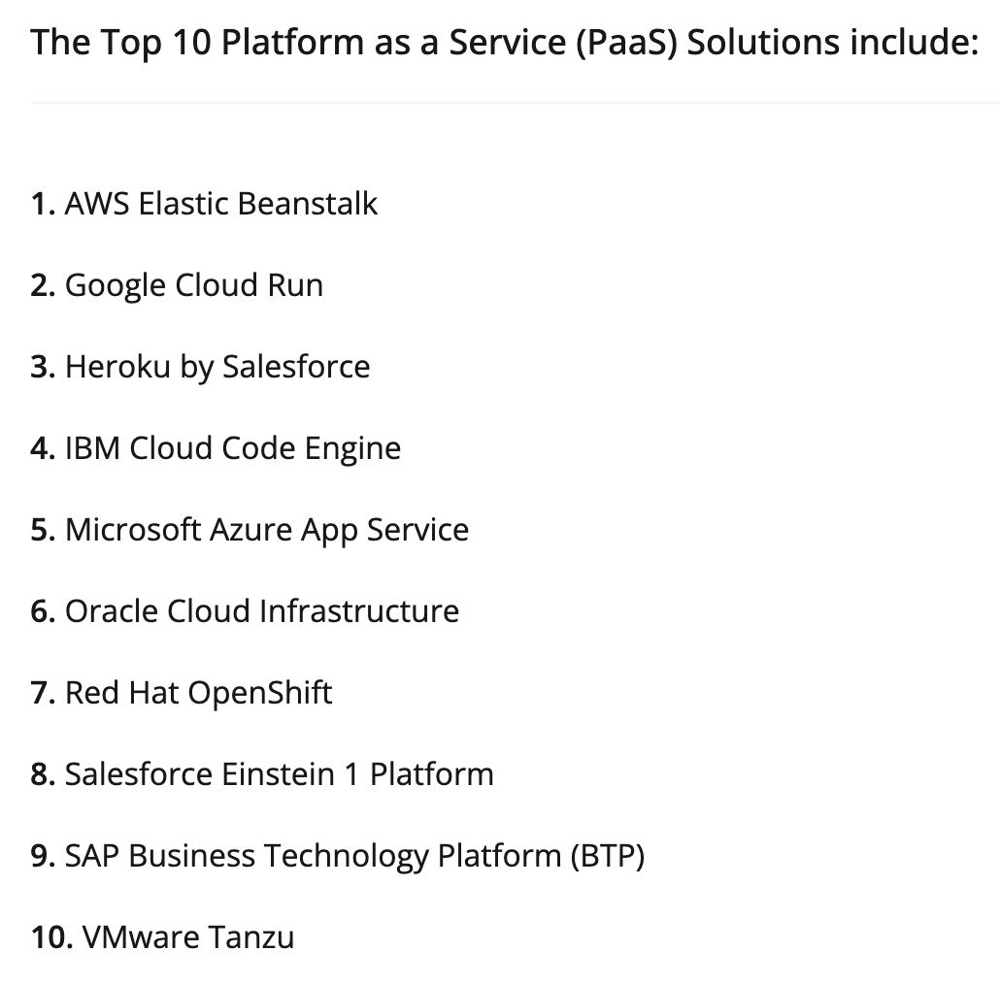 The Top 10 Platform as a Service (PaaS) Solutions include:
1. AWS Elastic Beanstalk
2. Google Cloud Run
3. Heroku by Salesforce
4. IBM Cloud Code Engine
5. Microsoft Azure App Service
6. Oracle Cloud Infrastructure
7. Red Hat OpenShift
8. Salesforce Einstein 1 Platform
9. SAP Business Technology Platform (BTP)
10. VMware Tanzu